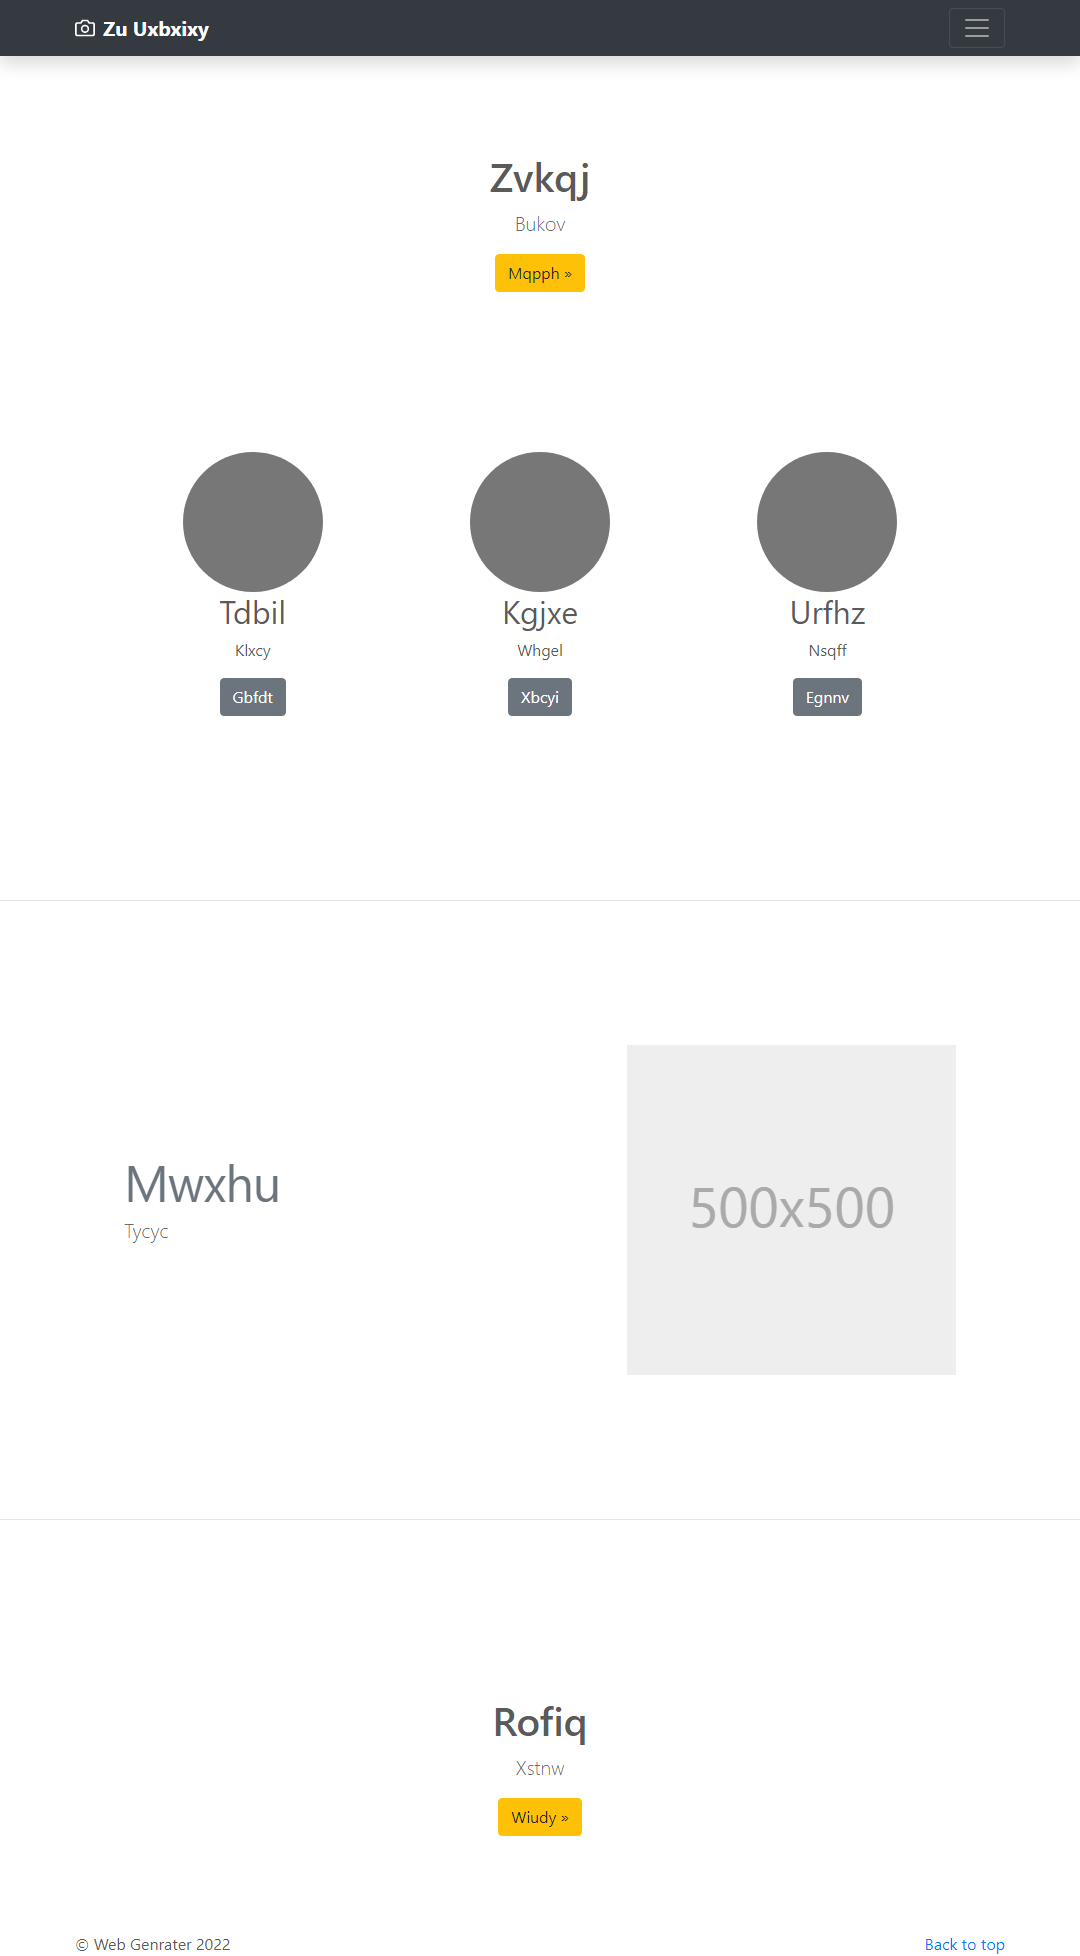 Zu Uxbxixy
Zvkqj
Bukov
Mqpph »
Tdbil
Klxcy
Gbfdt
Kgjxe
Whgel
Xbcyi
Urfhz
Nsqff
Egnnv
Mwxhu
Tycyc
500x500
Rofiq
Xstnw
Wiudy »
© Web Genrater 2022
Back to top